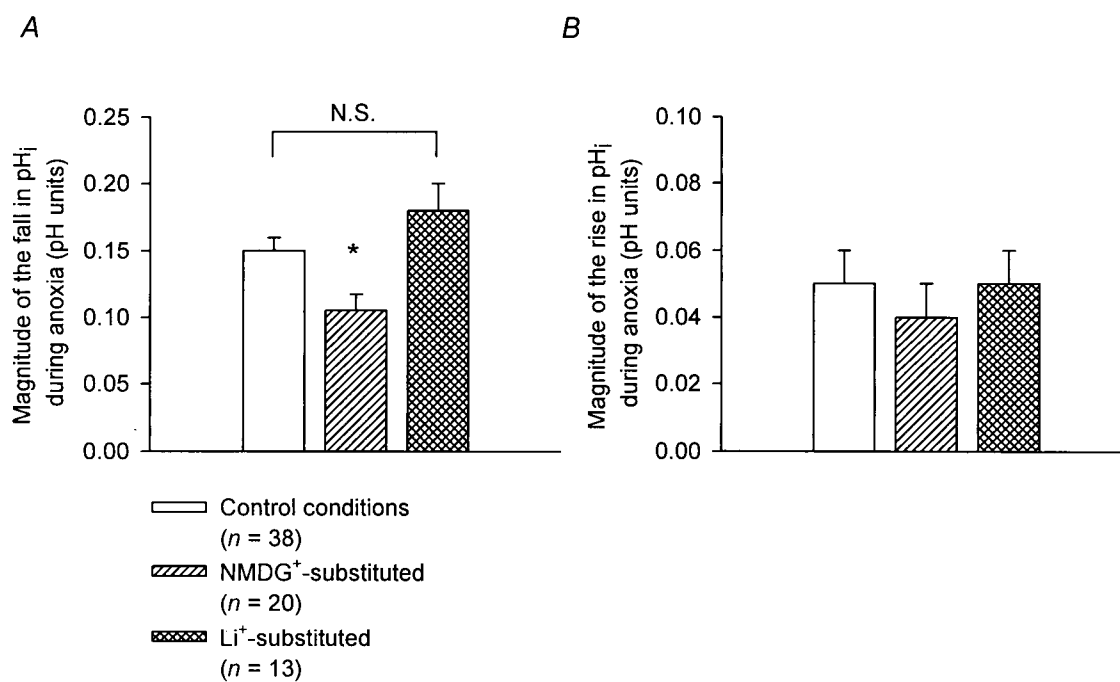 A
B
N.S.
Magnitude of the fall in pHi
during anoxia (pH units)
0.25
0.20
0.15
0.10
0.05
0.00
*
Magnitude of the rise in pHi
during anoxia (pH units)
0.10
0.08
0.06
0.04
0.02
0.00
Control conditions
(n = 38)
NMDG+-substituted
(n = 20)
Li+-substituted
(n = 13)